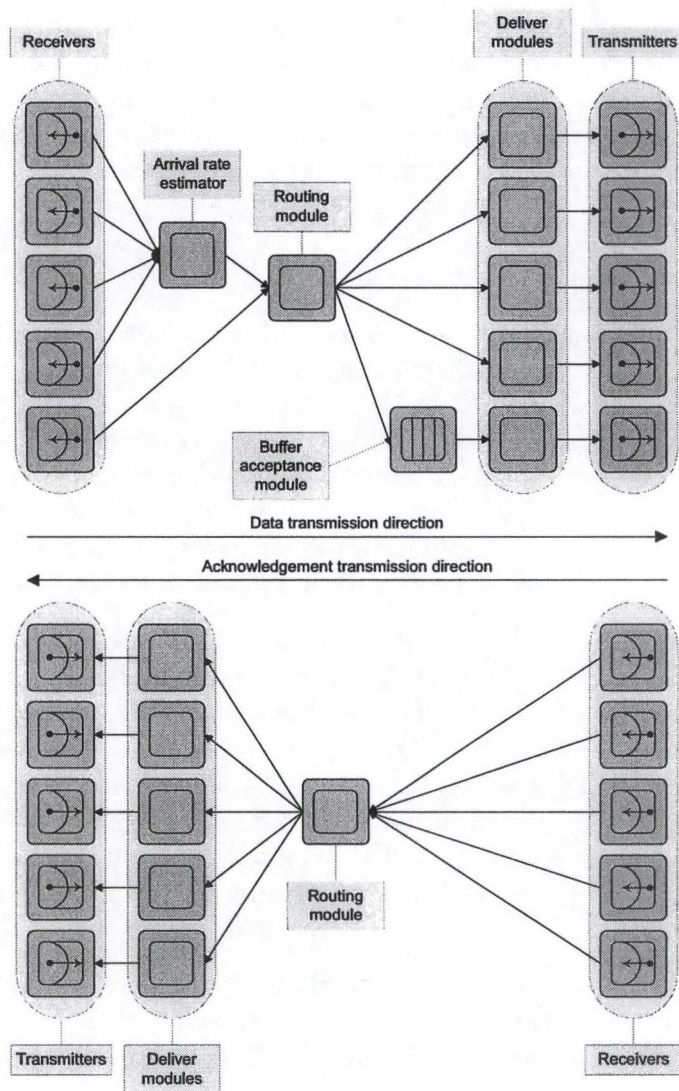 Receivers
Deliver
modules
Transmitters
Arrival rate
estimator
Routing
module
Buffer
acceptance
module
Data transmission direction
Acknowledgement transmission direction
Routing
module
Transmitters
Deliver
modules
Receivers